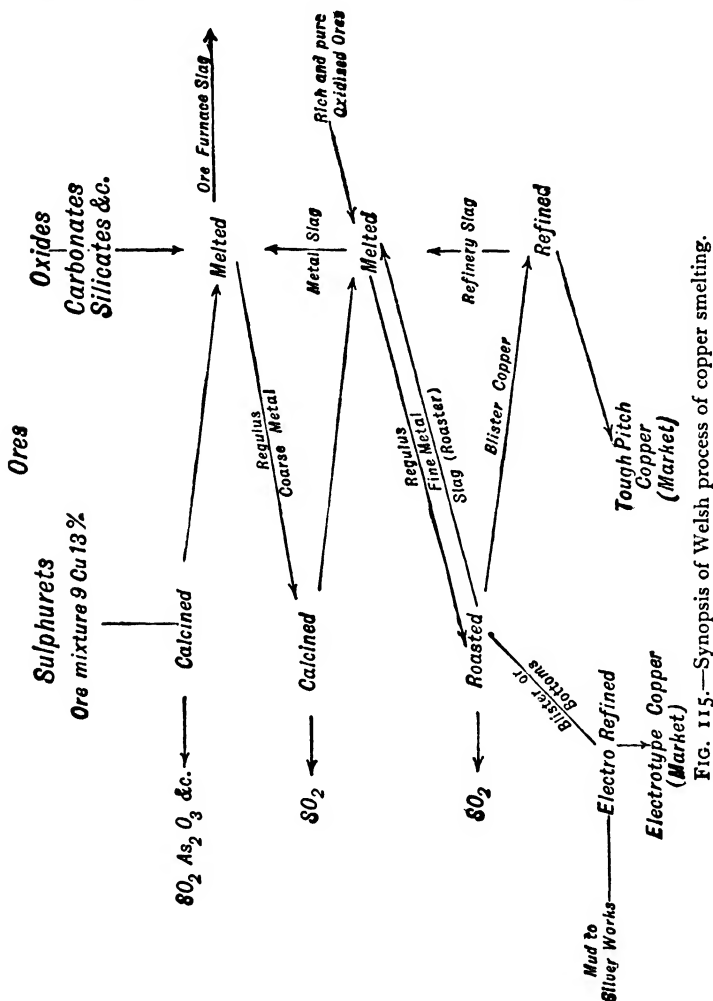 Ores
Sulphurets
Ore mixture 9 Cu 13%
Oxides
Carbonates
Silicates &c.
SO₂ As₂ O₃ &c.
Calcined
Melted
Ore Furnace Slag
Regulus
Coarse Metal
Metal Slag
Rich and pure
Oxidised Ores
SO₂
Calcined
Melted
Regulus
Fine Metal
Slag (Roaster)
Refinery Slag
SO₂
Roasted
Blister Copper
Refined
Blister or
Bottoms
Mud to
Silver Works
Electro Refined
Electrotype Copper
(Market)
Tough Pitch
Copper
(Market)
FIG. 115.—Synopsis of Welsh process of copper smelting.